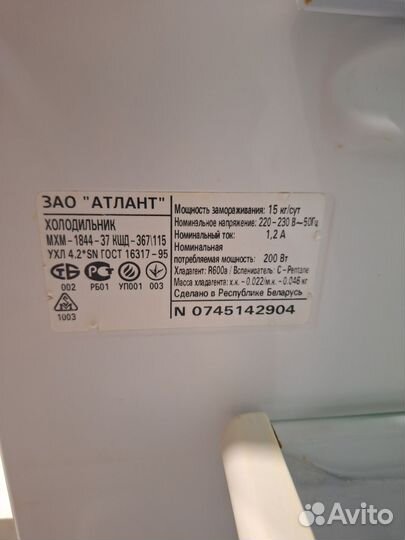 ЗАО "АТЛАНТ"
ХОЛОДИЛЬНИК
МХМ-1844-37 КШД-367\115
УХЛ 4.2*SN ГОСТ 16317-95
002 РБ01 УП001 003
1003
Мощность замораживания: 15 кг/сут
Номинальное напряжение: 220-230 В~50Гц
Номинальный ток: 1,2 А
Номинальная
потребляемая мощность: 200 Вт
Хладагент: R600a / Вспениватель: C-Pentane
Масса хладагента: х.к.-0.022/м.к.-0.046 кг
Сделано в Республике Беларусь
N 0745142904
Avito